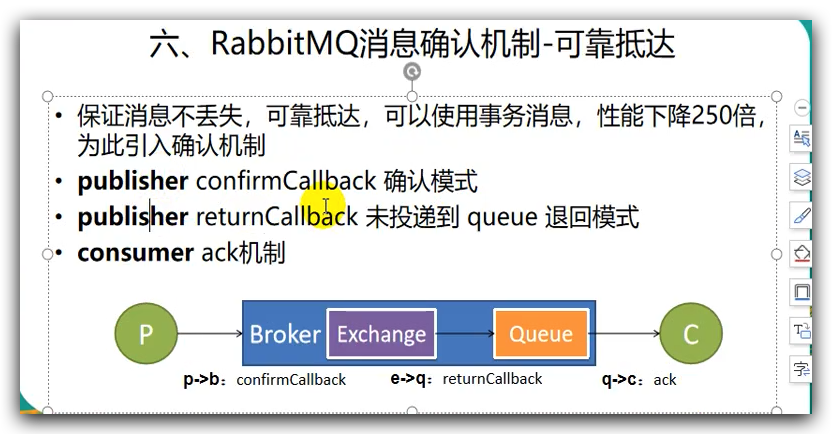 六、RabbitMQ消息确认机制-可靠抵达
• 保证消息不丢失，可靠抵达，可以使用事务消息，性能下降250倍，
为此引入确认机制
• publisher confirmCallback 确认模式
• publisher returnCallback 未投递到 queue 退回模式
• consumer ack机制
P
Broker
Exchange
Queue
C
p->b：confirmCallback
e->q：returnCallback
q->c：ack